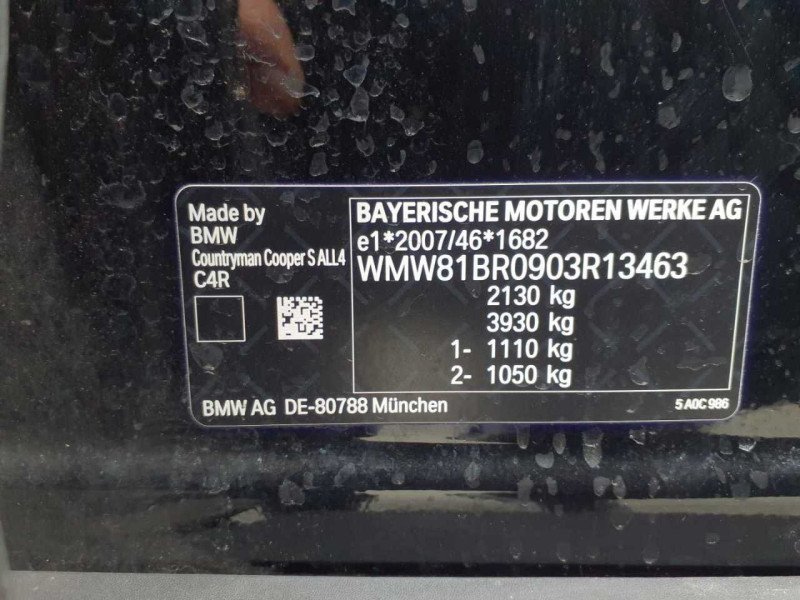 Made by
BMW
Countryman Cooper S ALL4
C4R
BAYERISCHE MOTOREN WERKE AG
e1*2007/46*1682
WMW81BR0903R13463
2130 kg
3930 kg
1- 1110 kg
2- 1050 kg
BMW AG DE-80788 München
5 A0C 986